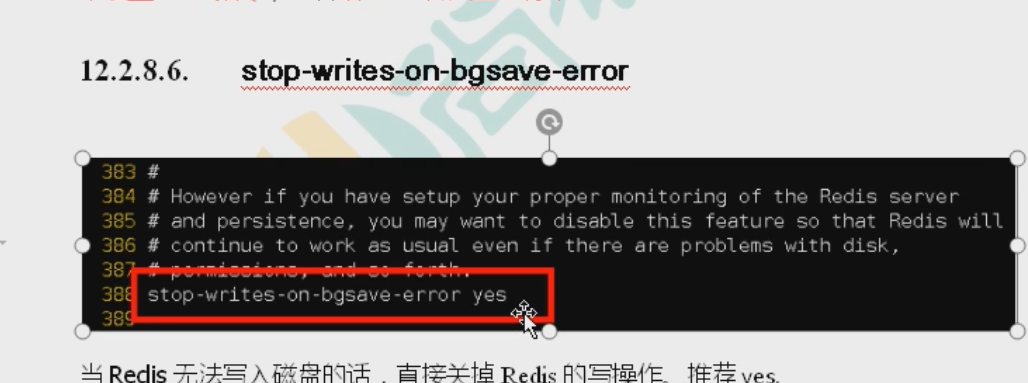 12.2.8.6. stop-writes-on-bgsave-error
383 #
384 # However if you have setup your proper monitoring of the Redis server
385 # and persistence, you may want to disable this feature so that Redis will
386 # continue to work as usual even if there are problems with disk,
387 # permissions, and so forth.
388 stop-writes-on-bgsave-error yes
389
当 Redis 无法写入磁盘的话，直接关掉 Redis 的写操作。推荐 yes.